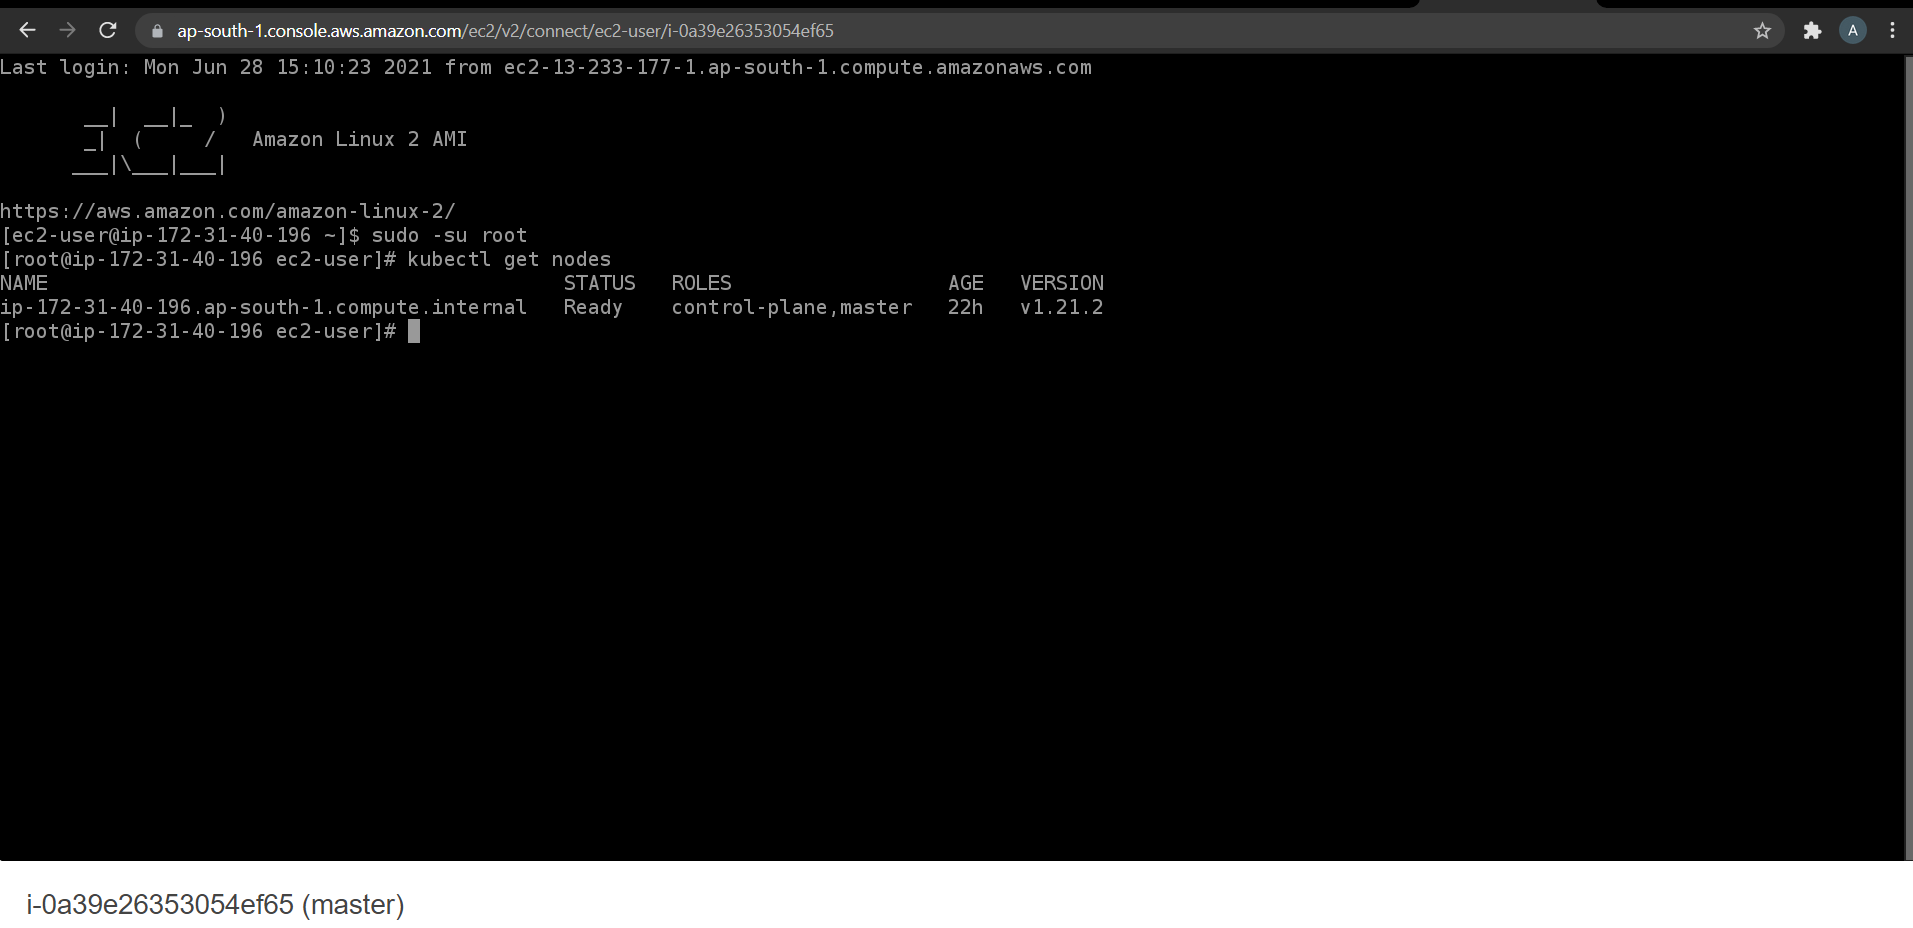 ap-south-1.console.aws.amazon.com/ec2/v2/connect/ec2-user/i-0a39e26353054ef65
A
Last login: Mon Jun 28 15:10:23 2021 from ec2-13-233-177-1.ap-south-1.compute.amazonaws.com
       __|  __|_  )
       _|  (     /   Amazon Linux 2 AMI
      ___|\___|___|
https://aws.amazon.com/amazon-linux-2/
[ec2-user@ip-172-31-40-196 ~]$ sudo -su root
[root@ip-172-31-40-196 ec2-user]# kubectl get nodes
NAME                                           STATUS   ROLES                  AGE   VERSION
ip-172-31-40-196.ap-south-1.compute.internal   Ready    control-plane,master   22h   v1.21.2
[root@ip-172-31-40-196 ec2-user]#
i-0a39e26353054ef65 (master)